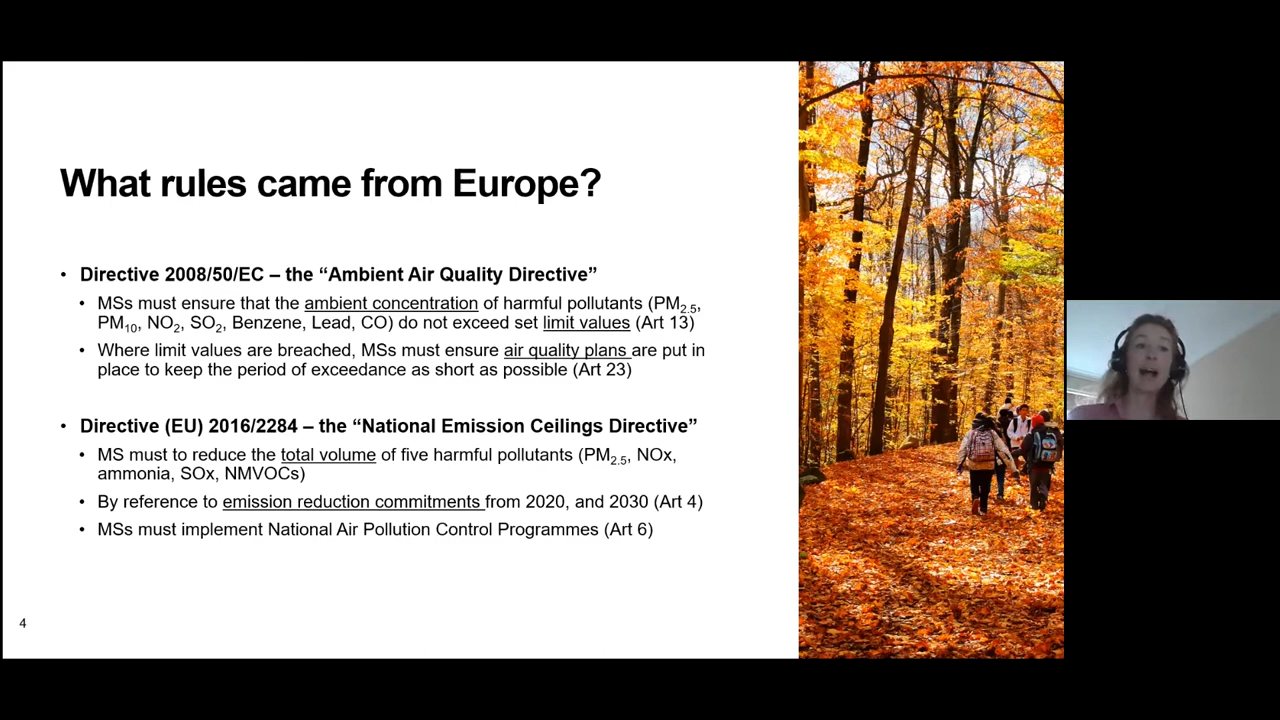 What rules came from Europe?
• Directive 2008/50/EC – the “Ambient Air Quality Directive”
• MSs must ensure that the ambient concentration of harmful pollutants (PM2.5,
PM10, NO2, SO2, Benzene, Lead, CO) do not exceed set limit values (Art 13)
• Where limit values are breached, MSs must ensure air quality plans are put in
place to keep the period of exceedance as short as possible (Art 23)
• Directive (EU) 2016/2284 – the “National Emission Ceilings Directive”
• MS must to reduce the total volume of five harmful pollutants (PM2.5, NOx,
ammonia, SOx, NMVOCs)
• By reference to emission reduction commitments from 2020, and 2030 (Art 4)
• MSs must implement National Air Pollution Control Programmes (Art 6)
4